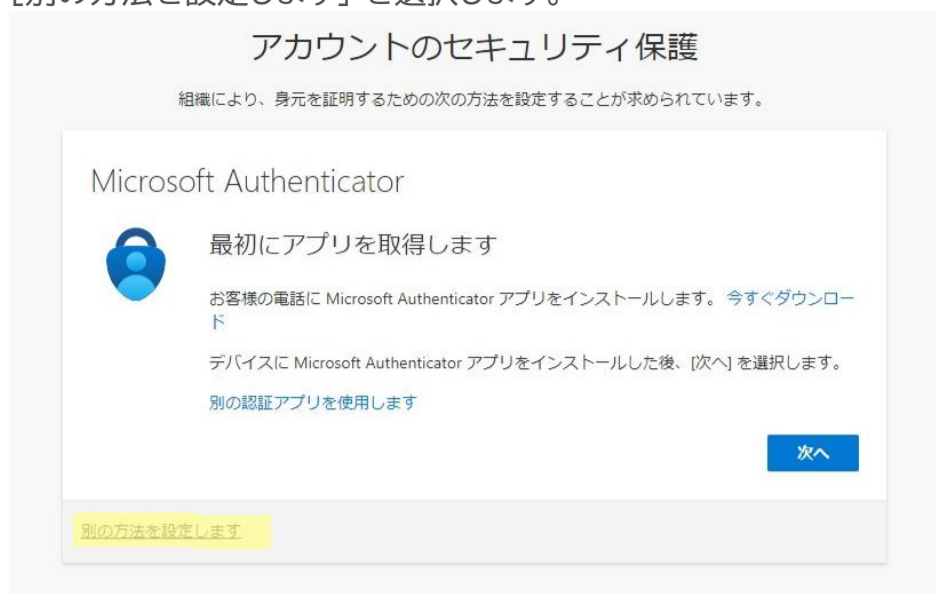 [別の方法を設定します] を選択します。
アカウントのセキュリティ保護
組織により、身元を証明するための次の方法を設定することが求められています。
Microsoft Authenticator
最初にアプリを取得します
お客様の電話に Microsoft Authenticator アプリをインストールします。 今すぐダウンロー
ド
デバイスに Microsoft Authenticator アプリをインストールした後、[次へ] を選択します。
別の認証アプリを使用します
次へ
別の方法を設定します